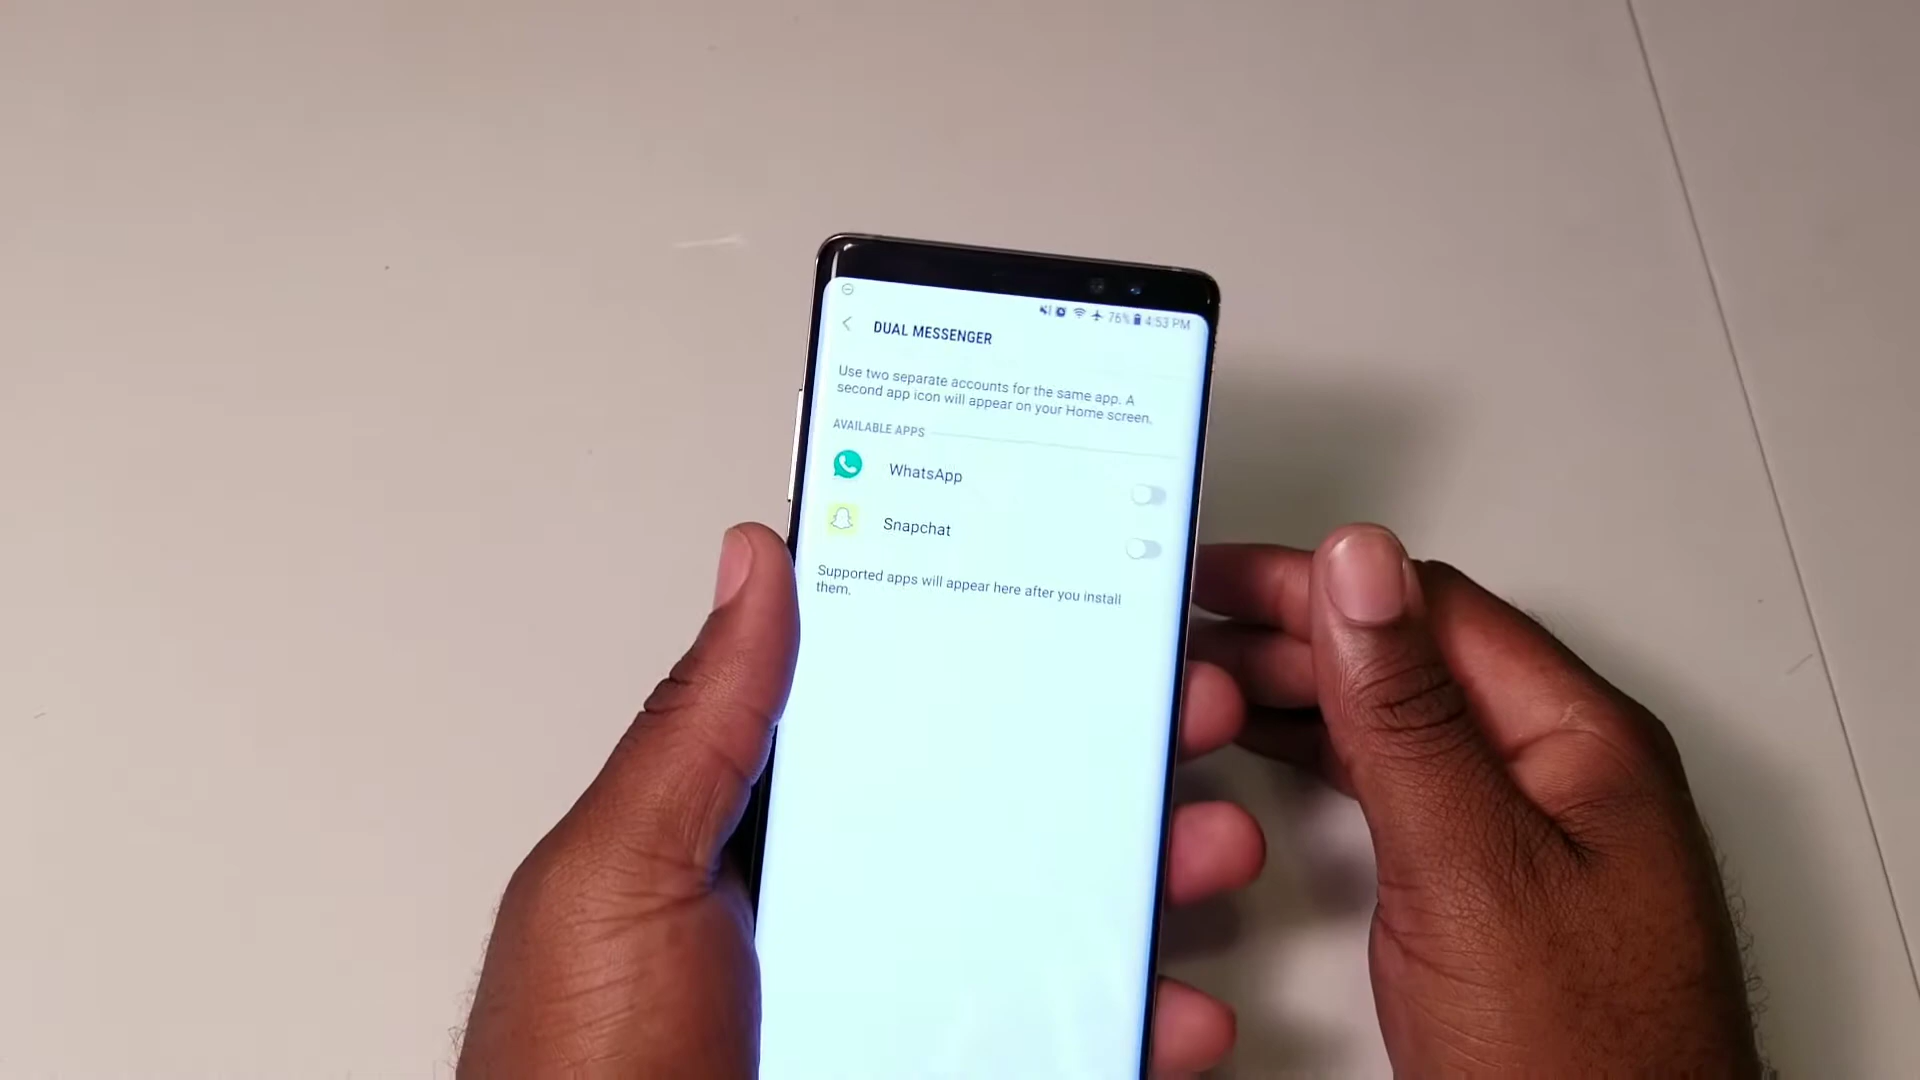 76% 4:53 PM
DUAL MESSENGER
Use two separate accounts for the same app. A
second app icon will appear on your Home screen.
AVAILABLE APPS
WhatsApp
Snapchat
Supported apps will appear here after you install
them.